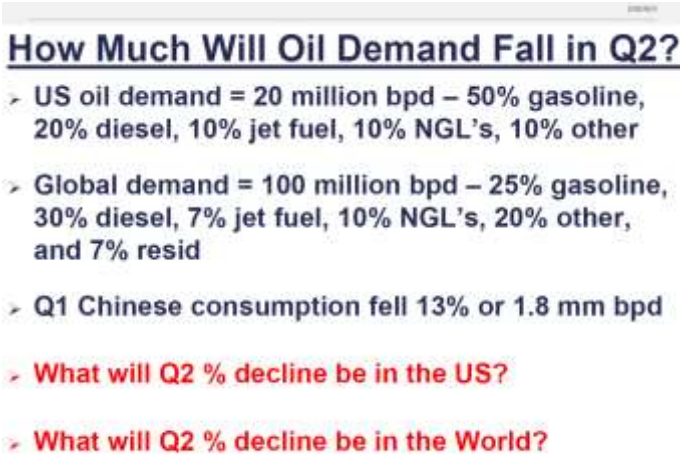 How Much Will Oil Demand Fall in Q2?
➢ US oil demand = 20 million bpd – 50% gasoline,
20% diesel, 10% jet fuel, 10% NGL's, 10% other
➢ Global demand = 100 million bpd – 25% gasoline,
30% diesel, 7% jet fuel, 10% NGL's, 20% other,
and 7% resid
➢ Q1 Chinese consumption fell 13% or 1.8 mm bpd
➢ What will Q2 % decline be in the US?
➢ What will Q2 % decline be in the World?